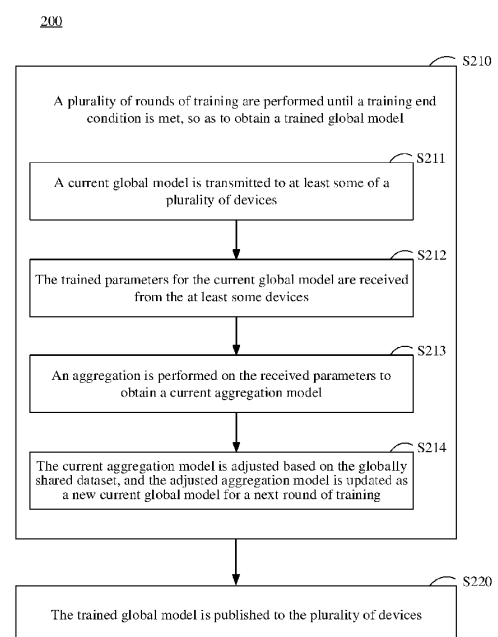 200
S210
A plurality of rounds of training are performed until a training end
condition is met, so as to obtain a trained global model
S211
A current global model is transmitted to at least some of a
plurality of devices
S212
The trained parameters for the current global model are received
from the at least some devices
S213
An aggregation is performed on the received parameters to
obtain a current aggregation model
S214
The current aggregation model is adjusted based on the globally
shared dataset, and the adjusted aggregation model is updated as
a new current global model for a next round of training
S220
The trained global model is published to the plurality of devices